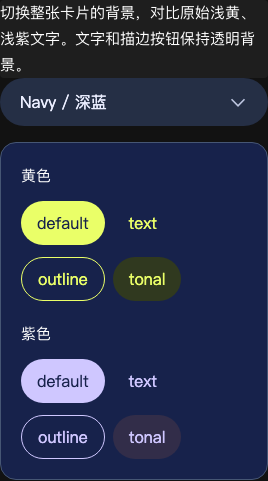 切换整张卡片的背景，对比原始浅黄、
浅紫文字。文字和描边按钮保持透明背
景。
Navy / 深蓝
黄色
default text
outline tonal
紫色
default text
outline tonal